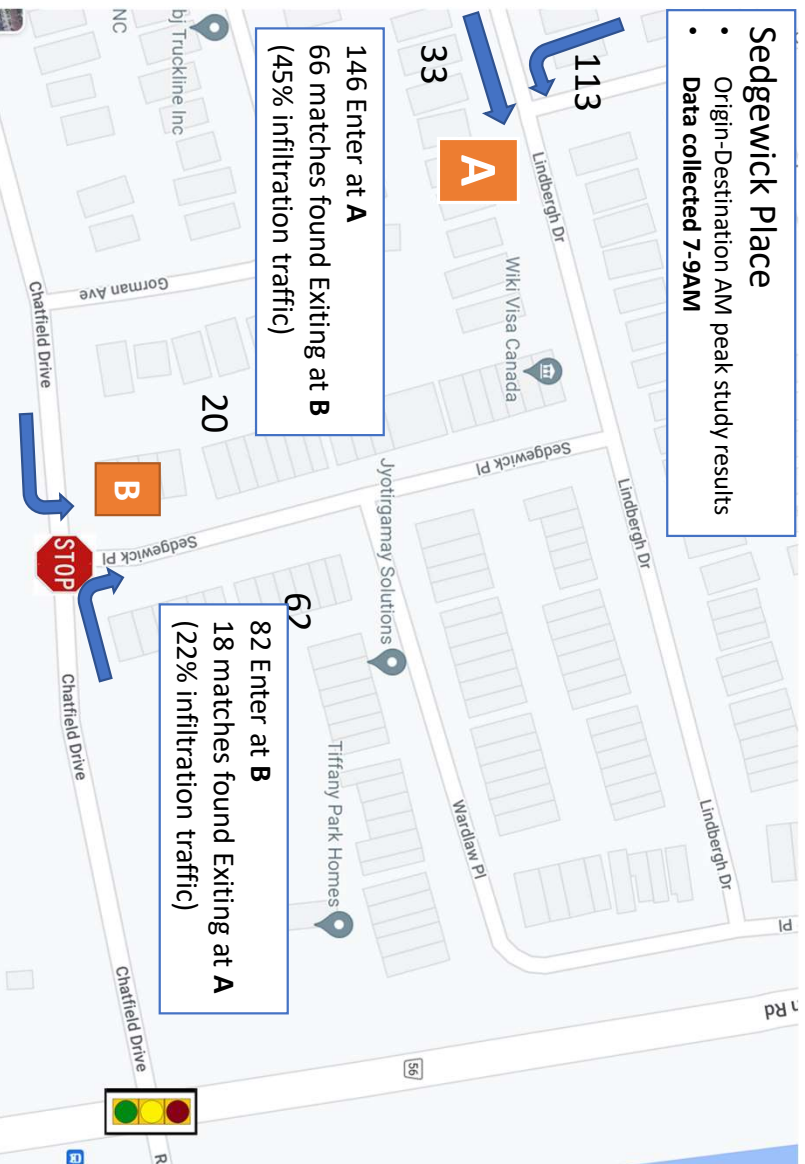 Sedgewick Place
• Origin-Destination AM peak study results
• Data collected 7-9AM
113
33
A
Lindbergh Dr
146 Enter at A
66 matches found Exiting at B
(45% infiltration traffic)
NC
bj Truckline Inc
Wiki Visa Canada
Gorman Ave
Chatfield Drive
20
B
Sedgewick Pl
Lindbergh Dr
Jyotirgamay Solutions
Sedgewick Pl
STOP
62
82 Enter at B
18 matches found Exiting at A
(22% infiltration traffic)
Chatfield Drive
Tiffany Park Homes
Wardlaw Pl
Lindbergh Dr
Pl
n Rd
56
Chatfield Drive
R